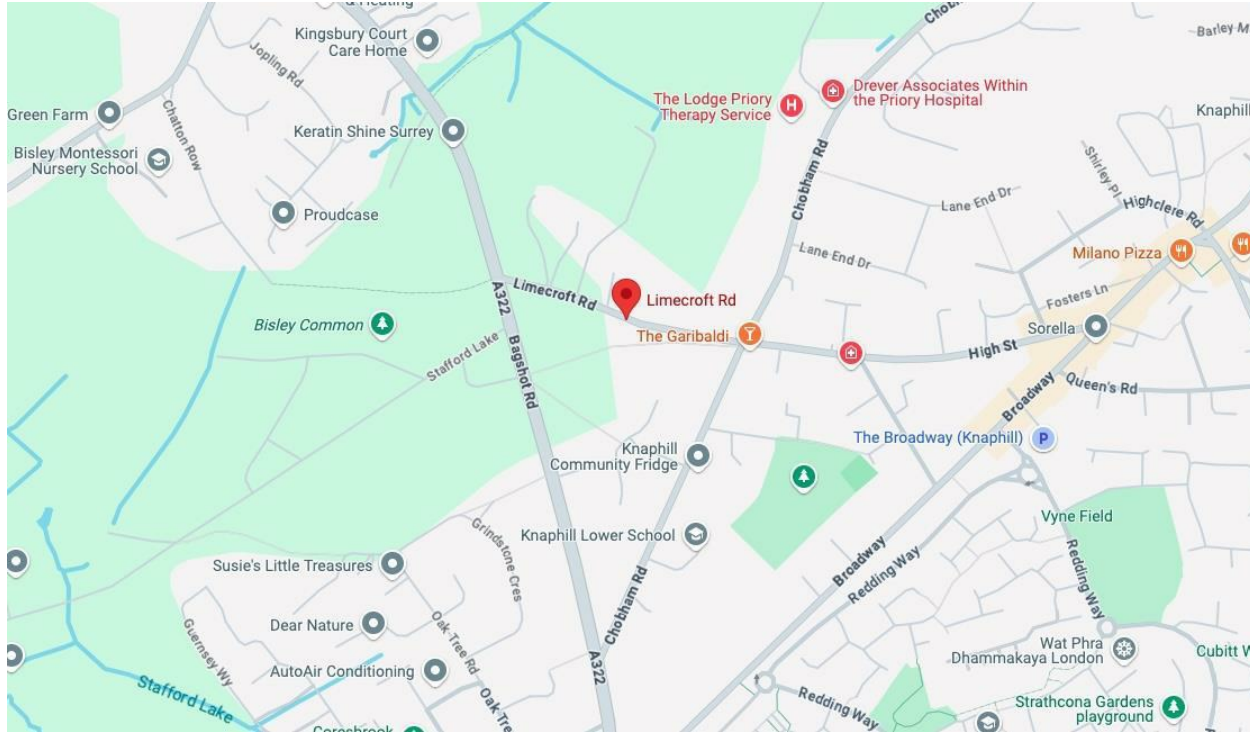 & Heating
Kingsbury Court
Care Home
Jopling Rd
Green Farm
Chatton Row
Bisley Montessori
Nursery School
Keratin Shine Surrey
Proudcase
The Lodge Priory
Therapy Service
H
Drever Associates Within
the Priory Hospital
Chobham Rd
Barley M
Knaphill
Shirley Pl
Lane End Dr
Highclere Rd
Lane End Dr
Milano Pizza
Fosters Ln
A322
Limecroft Rd
Limecroft Rd
Bisley Common
Stafford Lake
Bagshot Rd
The Garibaldi
High St
Sorella
Broadway
Queen's Rd
The Broadway (Knaphill)
P
Knaphill
Community Fridge
Vyne Field
Grindstone Cres
Knaphill Lower School
Susie's Little Treasures
Broadway
Redding Way
Redding Way
Chobham Rd
Dear Nature
Oak Tree Rd
Guernsey Wy
AutoAir Conditioning
A322
Wat Phra
Dhammakaya London
Cubitt W
Stafford Lake
Oak Tre
Redding Way
Strathcona Gardens
playground